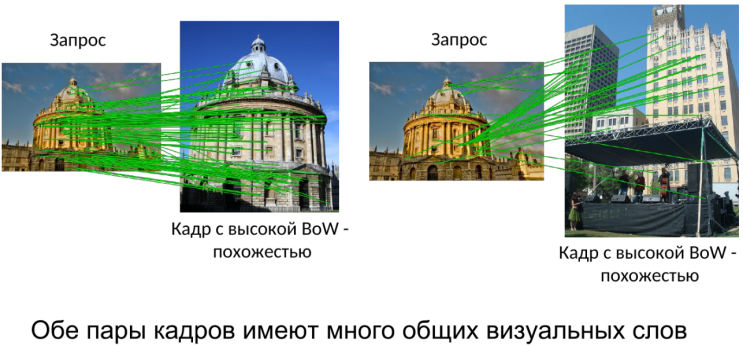 Запрос
Кадр с высокой BoW -
похожестью
Запрос
Кадр с высокой BoW -
похожестью
Обе пары кадров имеют много общих визуальных слов